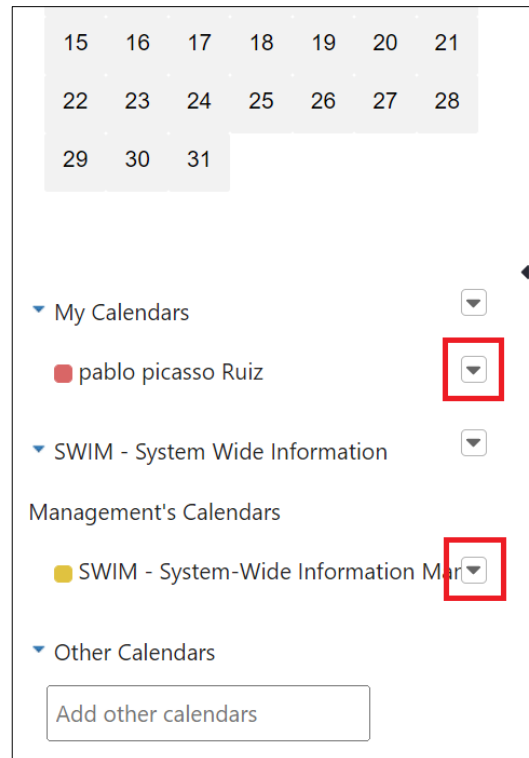 15 16 17 18 19 20 21
22 23 24 25 26 27 28
29 30 31
My Calendars
pablo picasso Ruiz
SWIM - System Wide Information
Management's Calendars
SWIM - System-Wide Information
Other Calendars
Add other calendars